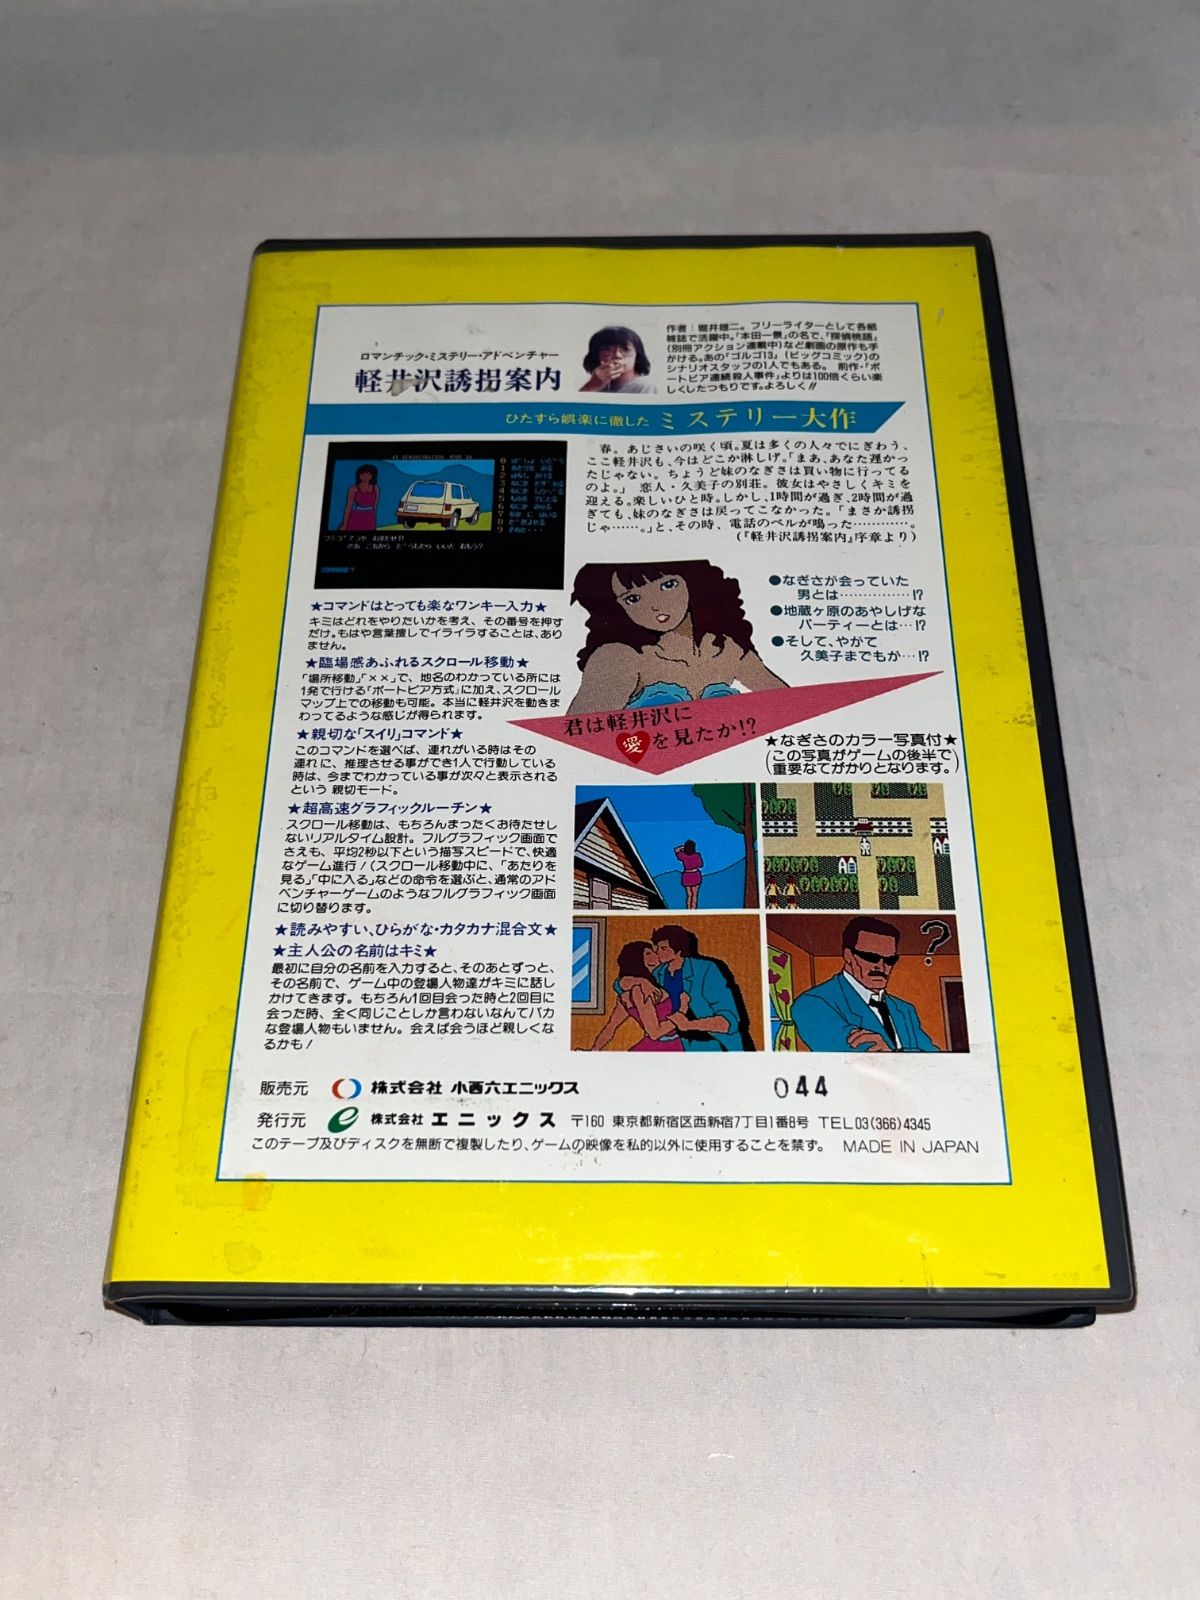 ロマンチック・ミステリー・アドベンチャー
軽井沢誘拐案内
作者:堀井雄二。フリーライターとして各紙
雑誌で活躍中。「本田一景」の名で、「探偵桃語」
(別冊アクション連載中)など劇画の原作も手
がける。あの「ゴルゴ13」(ビッグコミック)の
シナリオスタッフの1人でもある。 前作・「ポ
ートピア連続殺人事件」よりは100倍くらい楽
しくしたつもりです。よろしく!!
ひたすら娯楽に徹した ミステリー大作
春。あじさいの咲く頃。夏は多くの人々でにぎわう、
ここ軽井沢も、今はどこか淋しげ。「まあ、あなた遅かっ
たじゃない。ちょうど妹のなぎさは買い物に行ってる
のよ。」 恋人・久美子の別荘。彼女はやさしくキミを
迎える。楽しいひと時。しかし、1時間が過ぎ、2時間が過
ぎても、妹のなぎさは戻ってこなかった。「まさか誘拐
じゃ……。」と、その時、電話のベルが鳴った…………。
(『軽井沢誘拐案内』序章より)
0
1
2
3
4
5
6
7
8
9
COMMAND ?
★コマンドはとっても楽なワンキー入力★
キミはどれをやりたいかを考え、その番号を押す
だけ。もはや言葉捜しでイライラすることは、あり
ません。
★臨場感あふれるスクロール移動★
「場所移動」「××」で、地名のわかっている所には
1発で行ける「ポートピア方式」に加え、スクロール
マップ上での移動も可能。本当に軽井沢を動きま
わってるような感じが得られます。
★親切な「スイリ」コマンド★
このコマンドを選べば、連れがいる時はその
連れに、推理させる事ができ1人で行動している
時は、今までわかっている事が次々と表示される
という 親切モード。
★超高速グラフィックルーチン★
スクロール移動は、もちろんまったくお待たせし
ないリアルタイム設計。フルグラフィック画面で
さえも、平均2秒以下という描写スピードで、快適
なゲーム進行!(スクロール移動中に、「あたりを
見る」「中に入る」などの命令を選ぶと、通常のアド
ベンチャーゲームのようなフルグラフィック画面
に切り替ります。
★読みやすい、ひらがな・カタカナ混合文★
★主人公の名前はキミ★
最初に自分の名前を入力すると、そのあとずっと、
その名前で、ゲーム中の登場人物達がキミに話し
かけてきます。もちろん1回目会った時と2回目に
会った時、全く同じことしか言わないなんてバカ
な登場人物もいません。会えば会うほど親しくな
るかも!
●なぎさが会っていた
男とは……………!?
●地蔵ヶ原のあやしげな
パーティーとは…!?
●そして、やがて
久美子までもが…!?
君は軽井沢に
愛を見たか!?
★なぎさのカラー写真付★
(この写真がゲームの後半で
重要なてがかりとなります。)
?
販売元 株式会社 小西六エニックス
044
発行元 株式会社 エニックス 〒160 東京都新宿区西新宿7丁目1番8号 TEL03(366)4345
このテープ及びディスクを無断で複製したり、ゲームの映像を私的以外に使用することを禁ず。 MADE IN JAPAN